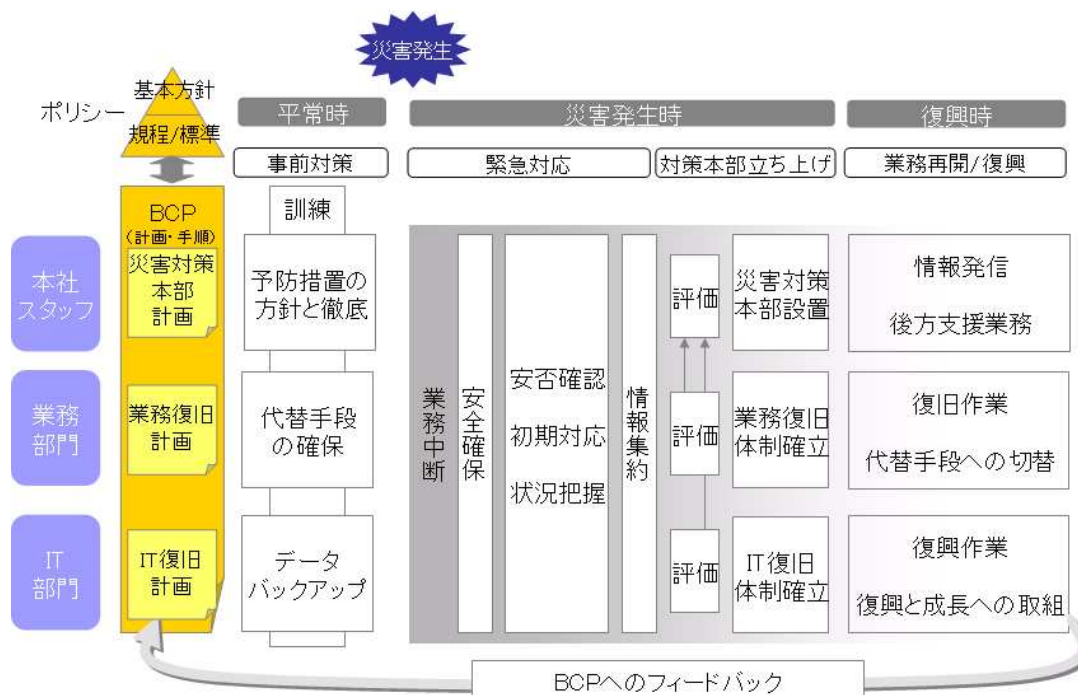 災害発生
ポリシー
基本方針
規程/標準
平常時
災害発生時
復興時
事前対策
緊急対応
対策本部立ち上げ
業務再開/復興
BCP
(計画・手順)
訓練
本社
スタッフ
災害対策
本部
計画
予防措置の
方針と徹底
業務中断
安全確保
安否確認
初期対応
状況把握
情報集約
評価
災害対策
本部設置
情報発信
後方支援業務
業務
部門
業務復旧
計画
代替手段
の確保
評価
業務復旧
体制確立
復旧作業
代替手段への切替
IT
部門
IT復旧
計画
データ
バックアップ
評価
IT復旧
体制確立
復興作業
復興と成長への取組
BCPへのフィードバック